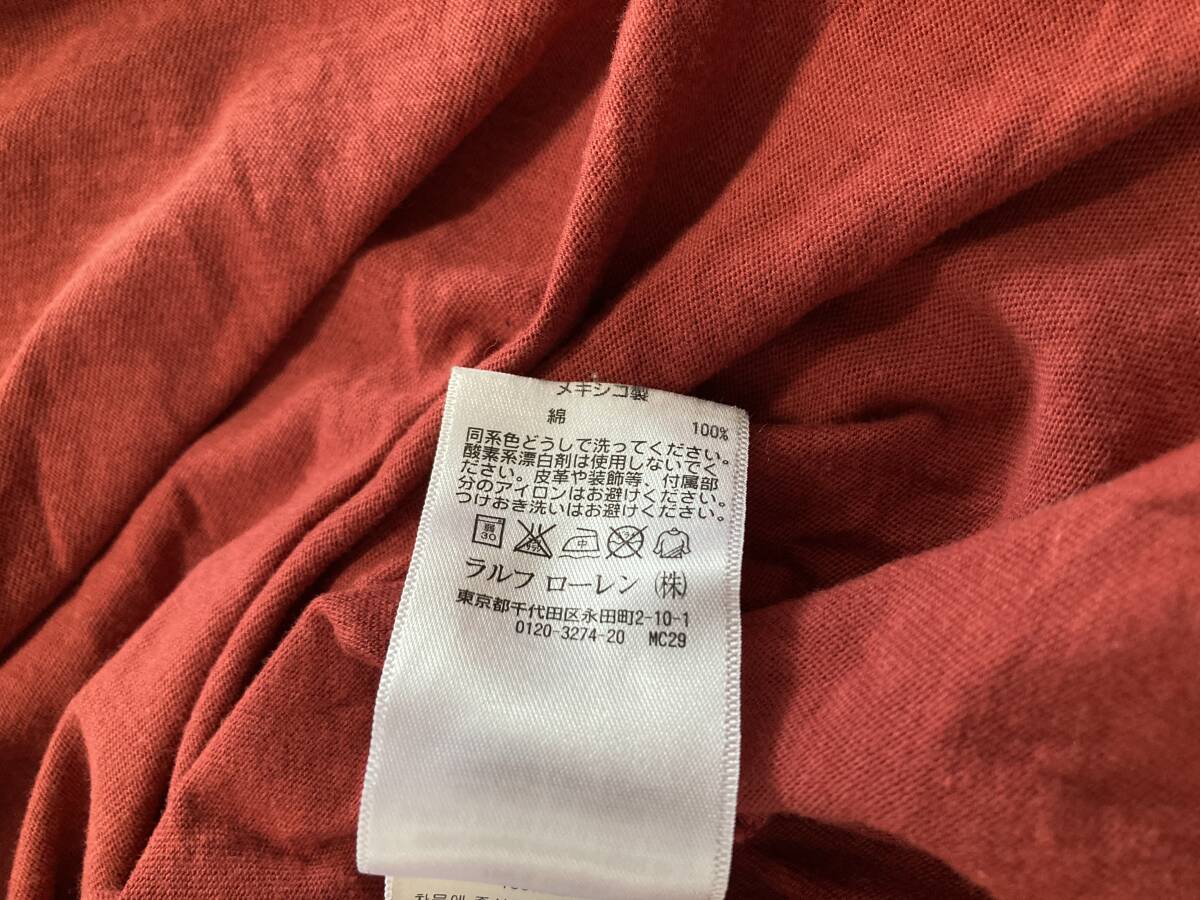 メキシコ製
綿 100%
同系色どうしで洗ってください。
酸素系漂白剤は使用しないでく
ださい。皮革や装飾等、付属部
分のアイロンはお避けください。
つけおき洗いはお避けください。
弱 30 中
ラルフ ローレン (株)
東京都千代田区永田町2-10-1
0120-3274-20 MC29